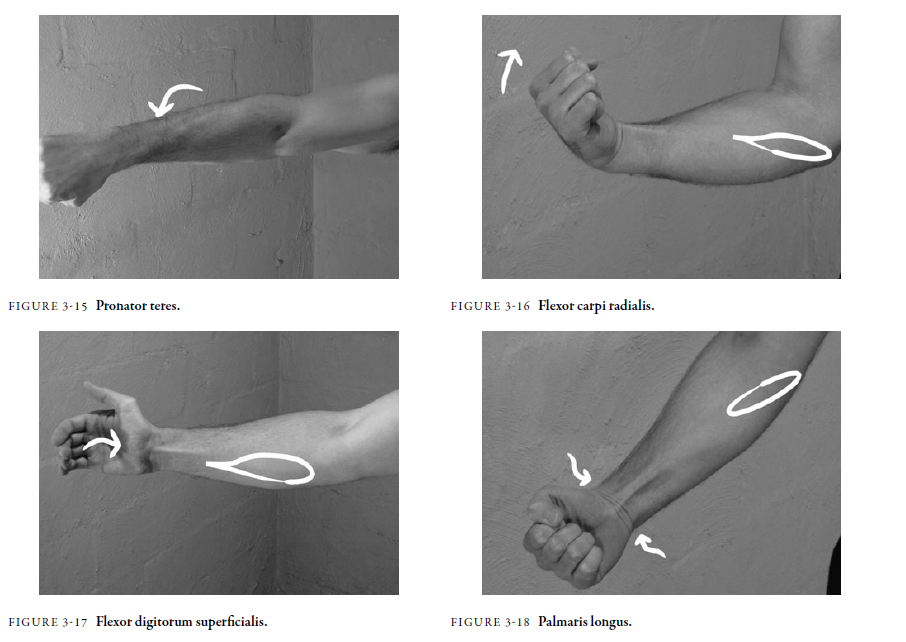 FIGURE 3-15 Pronator teres.
FIGURE 3-16 Flexor carpi radialis.
FIGURE 3-17 Flexor digitorum superficialis.
FIGURE 3-18 Palmaris longus.